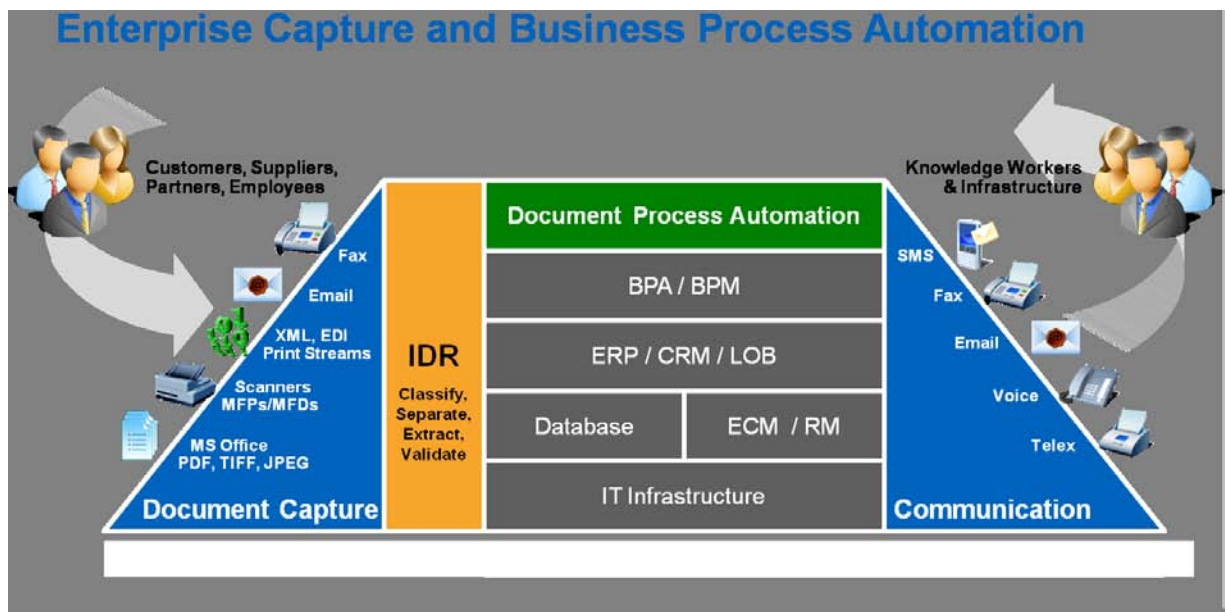 Enterprise Capture and Business Process Automation
Customers, Suppliers,
Partners, Employees
Knowledge Workers
& Infrastructure
Fax
Email
XML, EDI
Print Streams
Scanners
MFPs/MFDs
MS Office
PDF, TIFF, JPEG
Document Capture
IDR
Classify,
Separate,
Extract,
Validate
Document Process Automation
BPA / BPM
ERP / CRM / LOB
Database
ECM / RM
IT Infrastructure
SMS
Fax
Email
Voice
Telex
Communication